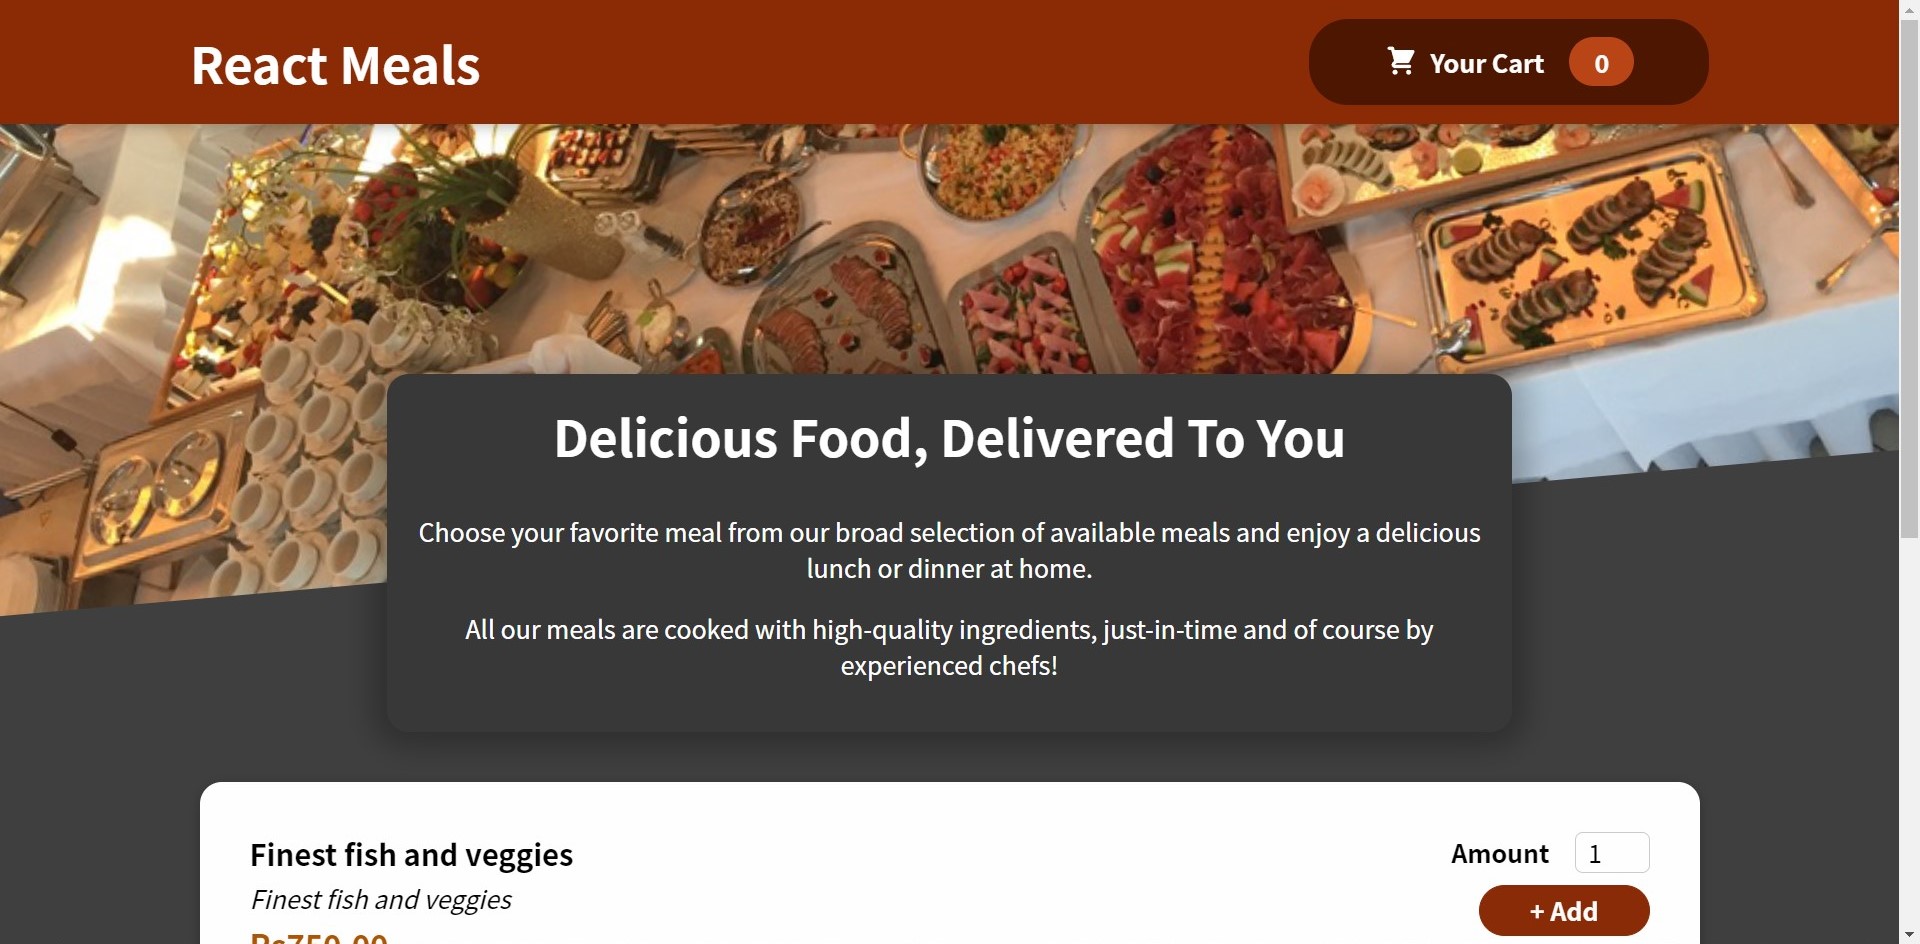 React Meals
Your Cart 0
Delicious Food, Delivered To You
Choose your favorite meal from our broad selection of available meals and enjoy a delicious
lunch or dinner at home.
All our meals are cooked with high-quality ingredients, just-in-time and of course by
experienced chefs!
Finest fish and veggies
Amount 1
Finest fish and veggies
+ Add
Rs750.00